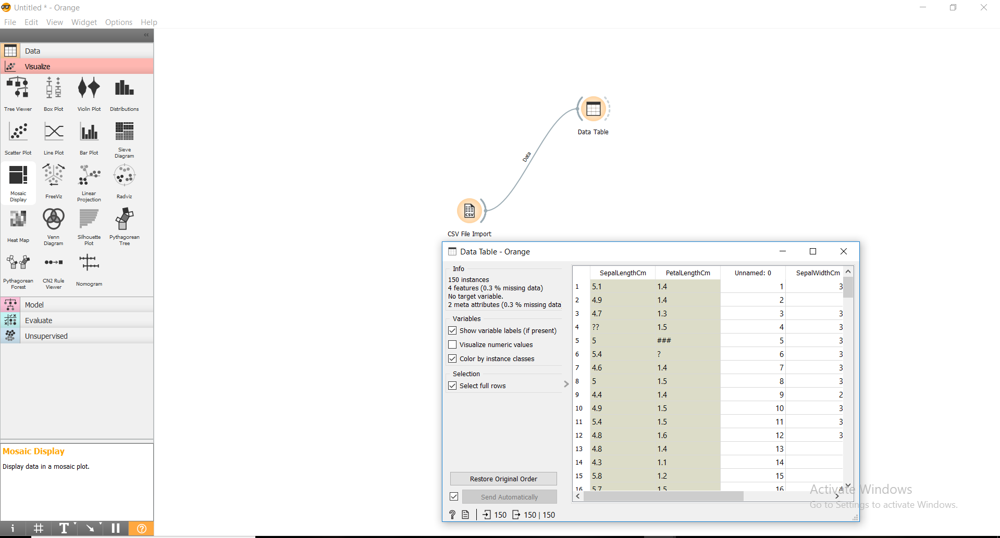 Untitled * - Orange
File Edit View Widget Options Help
Data
Visualize
Tree Viewer Box Plot Violin Plot Distributions
Scatter Plot Line Plot Bar Plot Sieve Diagram
Mosaic Display FreeViz Linear Projection Radviz
Heat Map Venn Diagram Silhouette Plot Pythagorean Tree
Pythagorean Forest CN2 Rule Viewer Nomogram
Model
Evaluate
Unsupervised
Mosaic Display
Display data in a mosaic plot.
Data Table
Data
CSV
CSV File Import
Data Table - Orange
Info
150 instances
4 features (0.3 % missing data)
No target variable.
2 meta attributes (0.3 % missing data
Variables
Show variable labels (if present)
Visualize numeric values
Color by instance classes
Selection
Select full rows
Restore Original Order
Send Automatically
150 150 | 150
SepalLengthCm PetalLengthCm Unnamed: 0 SepalWidthCm
1 5.1 1.4 1 3
2 4.9 1.4 2
3 4.7 1.3 3 3
4 ?? 1.5 4 3
5 5 ### 5 3
6 5.4 ? 6 3
7 4.6 1.4 7 3
8 5 1.5 8 3
9 4.4 1.4 9 2
10 4.9 1.5 10 3
11 5.4 1.5 11 3
12 4.8 1.6 12 3
13 4.8 1.4 13
14 4.3 1.1 14
15 5.8 1.2 15
16 5.7 1.5 16 4
Activate Windows
Go to Settings to activate Windows.